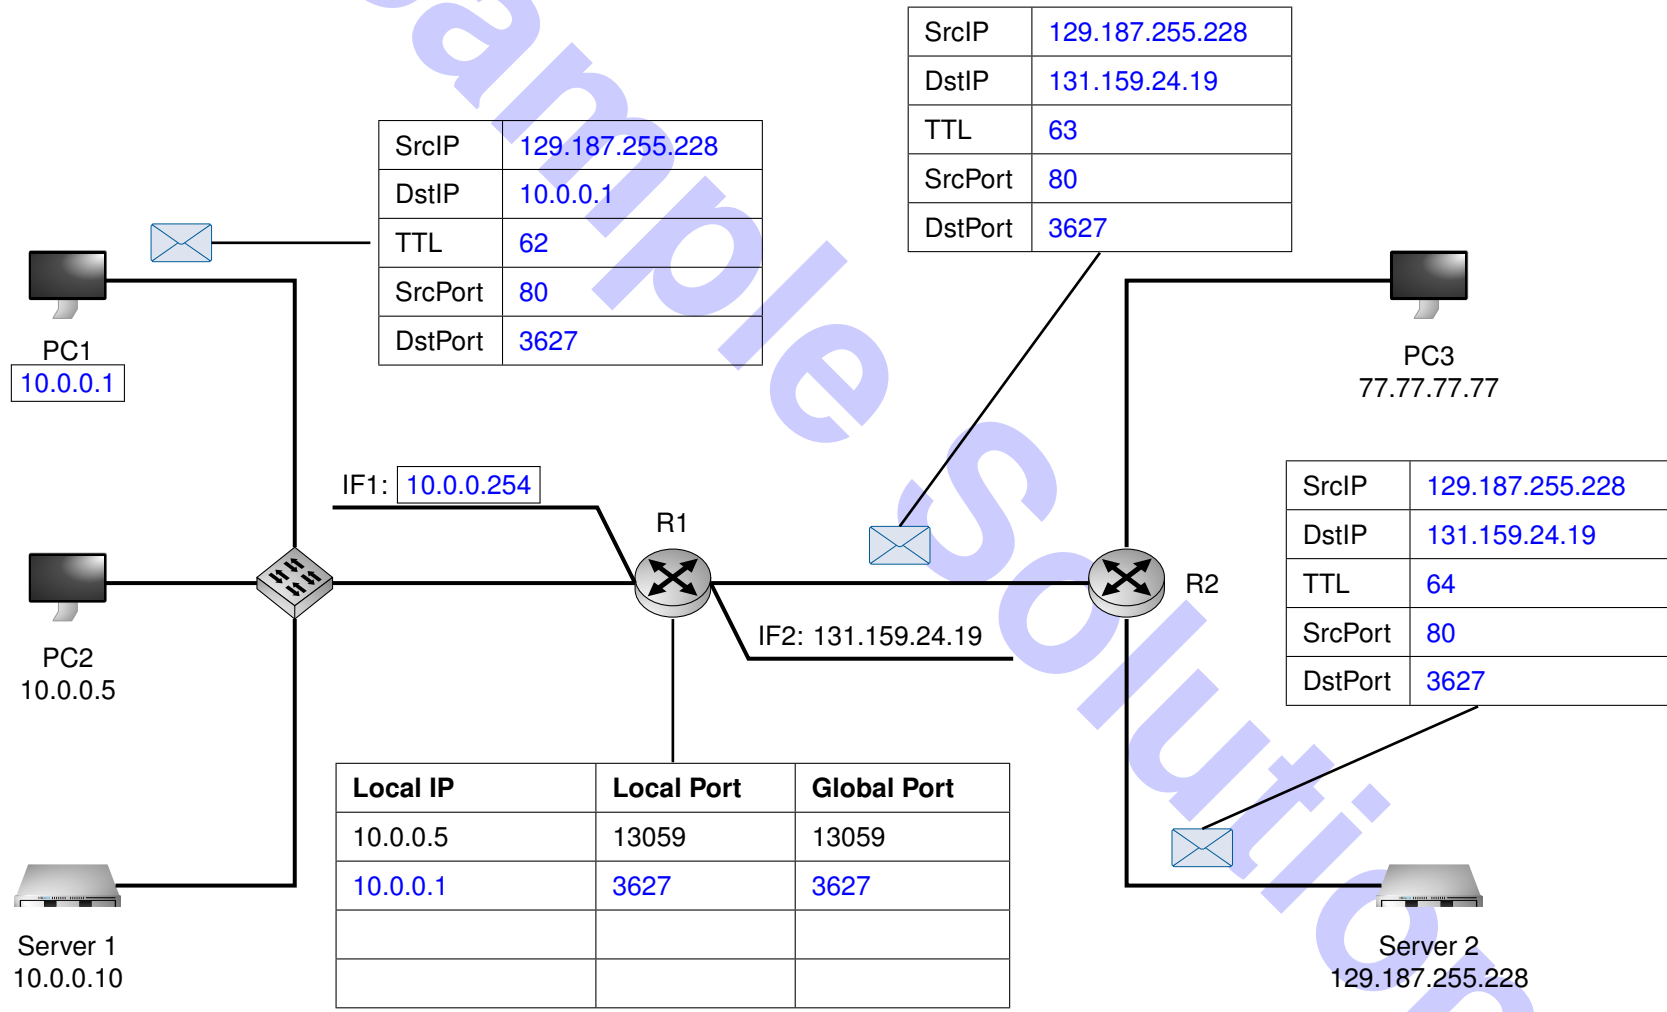 SrcIP 129.187.255.228
DstIP 131.159.24.19
TTL 63
SrcPort 80
DstPort 3627
SrcIP 129.187.255.228
DstIP 10.0.0.1
TTL 62
SrcPort 80
DstPort 3627
PC1
10.0.0.1
PC3
77.77.77.77
IF1: 10.0.0.254
R1
SrcIP 129.187.255.228
DstIP 131.159.24.19
TTL 64
SrcPort 80
DstPort 3627
R2
IF2: 131.159.24.19
PC2
10.0.0.5
Local IP Local Port Global Port
10.0.0.5 13059 13059
10.0.0.1 3627 3627
Server 1
10.0.0.10
Server 2
129.187.255.228
ample Solution